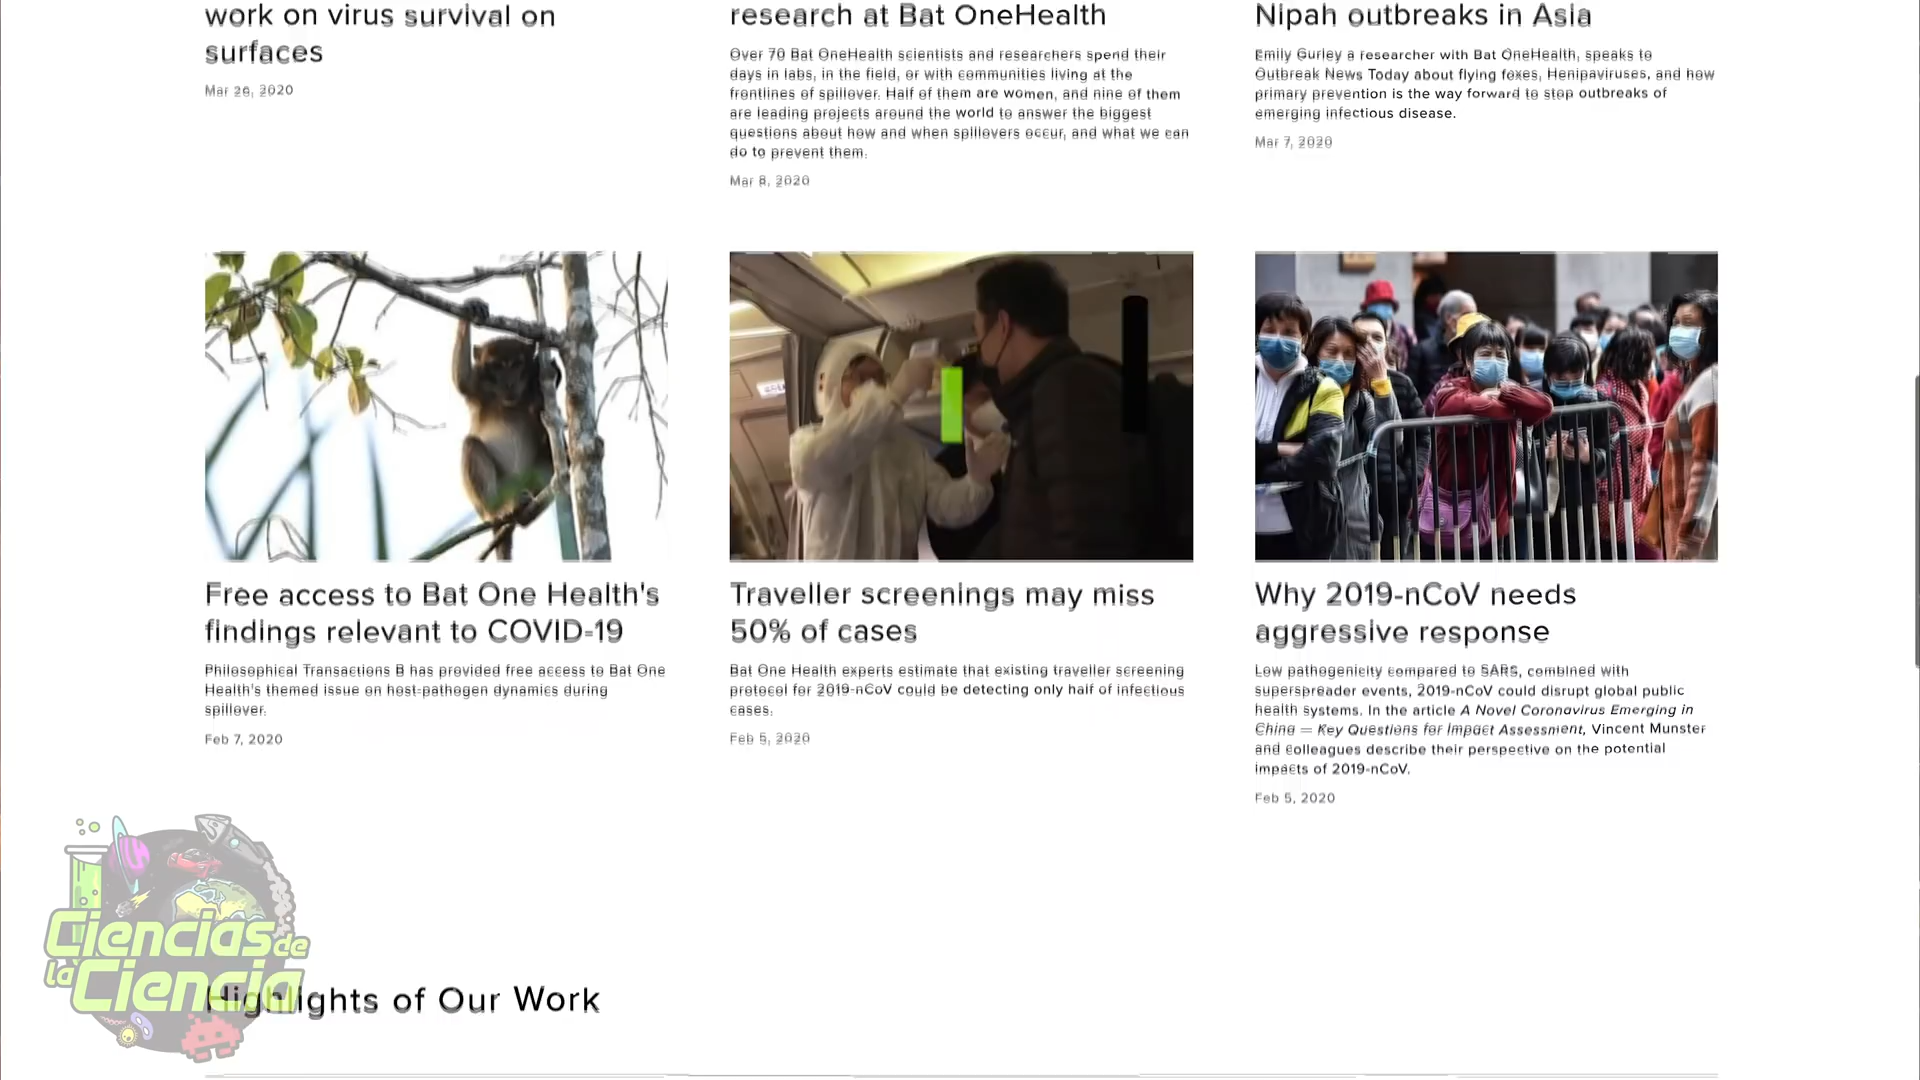 work on virus survival on
surfaces
Mar 26, 2020
research at Bat OneHealth
Over 70 Bat OneHealth scientists and researchers spend their
days in labs, in the field, or with communities living at the
frontlines of spillover. Half of them are women, and nine of them
are leading projects around the world to answer the biggest
questions about how and when spillovers occur, and what we can
do to prevent them.
Mar 8, 2020
Nipah outbreaks in Asia
Emily Gurley a researcher with Bat OneHealth, speaks to
Outbreak News Today about flying foxes, Henipaviruses, and how
primary prevention is the way forward to stop outbreaks of
emerging infectious disease.
Mar 7, 2020
Free access to Bat One Health's
findings relevant to COVID-19
Philosophical Transactions B has provided free access to Bat One
Health's themed issue on host-pathogen dynamics during
spillover.
Feb 7, 2020
Traveller screenings may miss
50% of cases
Bat One Health experts estimate that existing traveller screening
protocol for 2019-nCoV could be detecting only half of infectious
cases.
Feb 5, 2020
Why 2019-nCoV needs
aggressive response
Low pathogenicity compared to SARS, combined with
superspreader events, 2019-nCoV could disrupt global public
health systems. In the article A Novel Coronavirus Emerging in
China — Key Questions for Impact Assessment, Vincent Munster
and colleagues describe their perspective on the potential
impacts of 2019-nCoV.
Feb 5, 2020
Ciencias de
la Ciencia
Highlights of Our Work